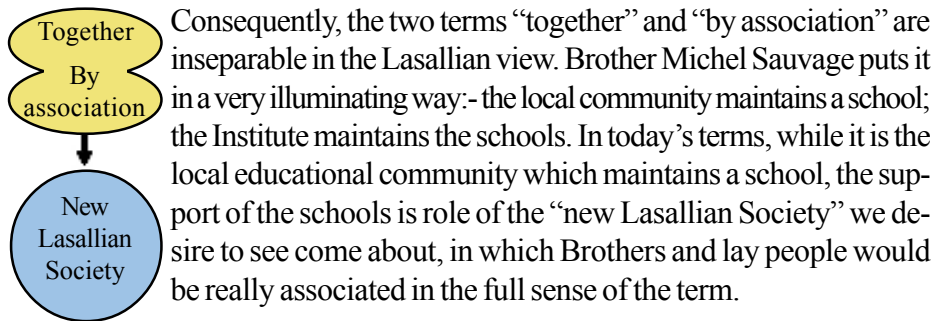 Together
By
association
New
Lasallian
Society
Consequently, the two terms “together” and “by association” are
inseparable in the Lasallian view. Brother Michel Sauvage puts it
in a very illuminating way:- the local community maintains a school;
the Institute maintains the schools. In today’s terms, while it is the
local educational community which maintains a school, the sup-
port of the schools is role of the “new Lasallian Society” we de-
sire to see come about, in which Brothers and lay people would
be really associated in the full sense of the term.